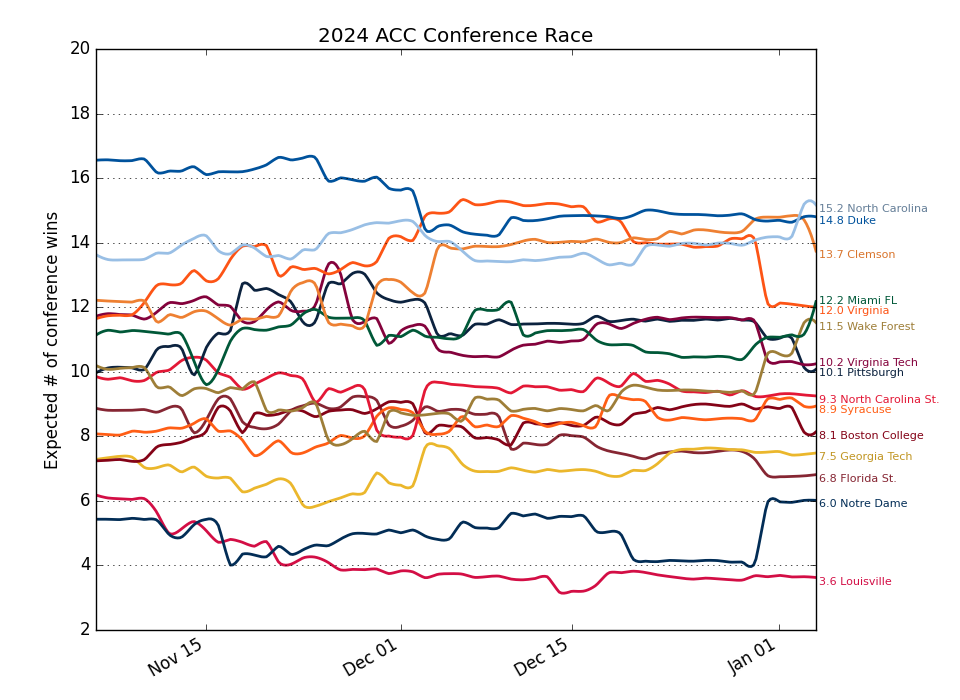 2024 ACC Conference Race
Expected # of conference wins
20
18
16
14
12
10
8
6
4
2
Nov 15
Dec 01
Dec 15
Jan 01
15.2 North Carolina
14.8 Duke
13.7 Clemson
12.2 Miami FL
12.0 Virginia
11.5 Wake Forest
10.2 Virginia Tech
10.1 Pittsburgh
9.3 North Carolina St.
8.9 Syracuse
8.1 Boston College
7.5 Georgia Tech
6.8 Florida St.
6.0 Notre Dame
3.6 Louisville